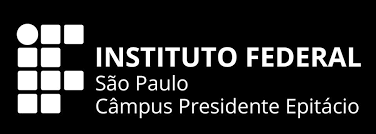 INSTITUTO FEDERAL
São Paulo
Câmpus Presidente Epitácio